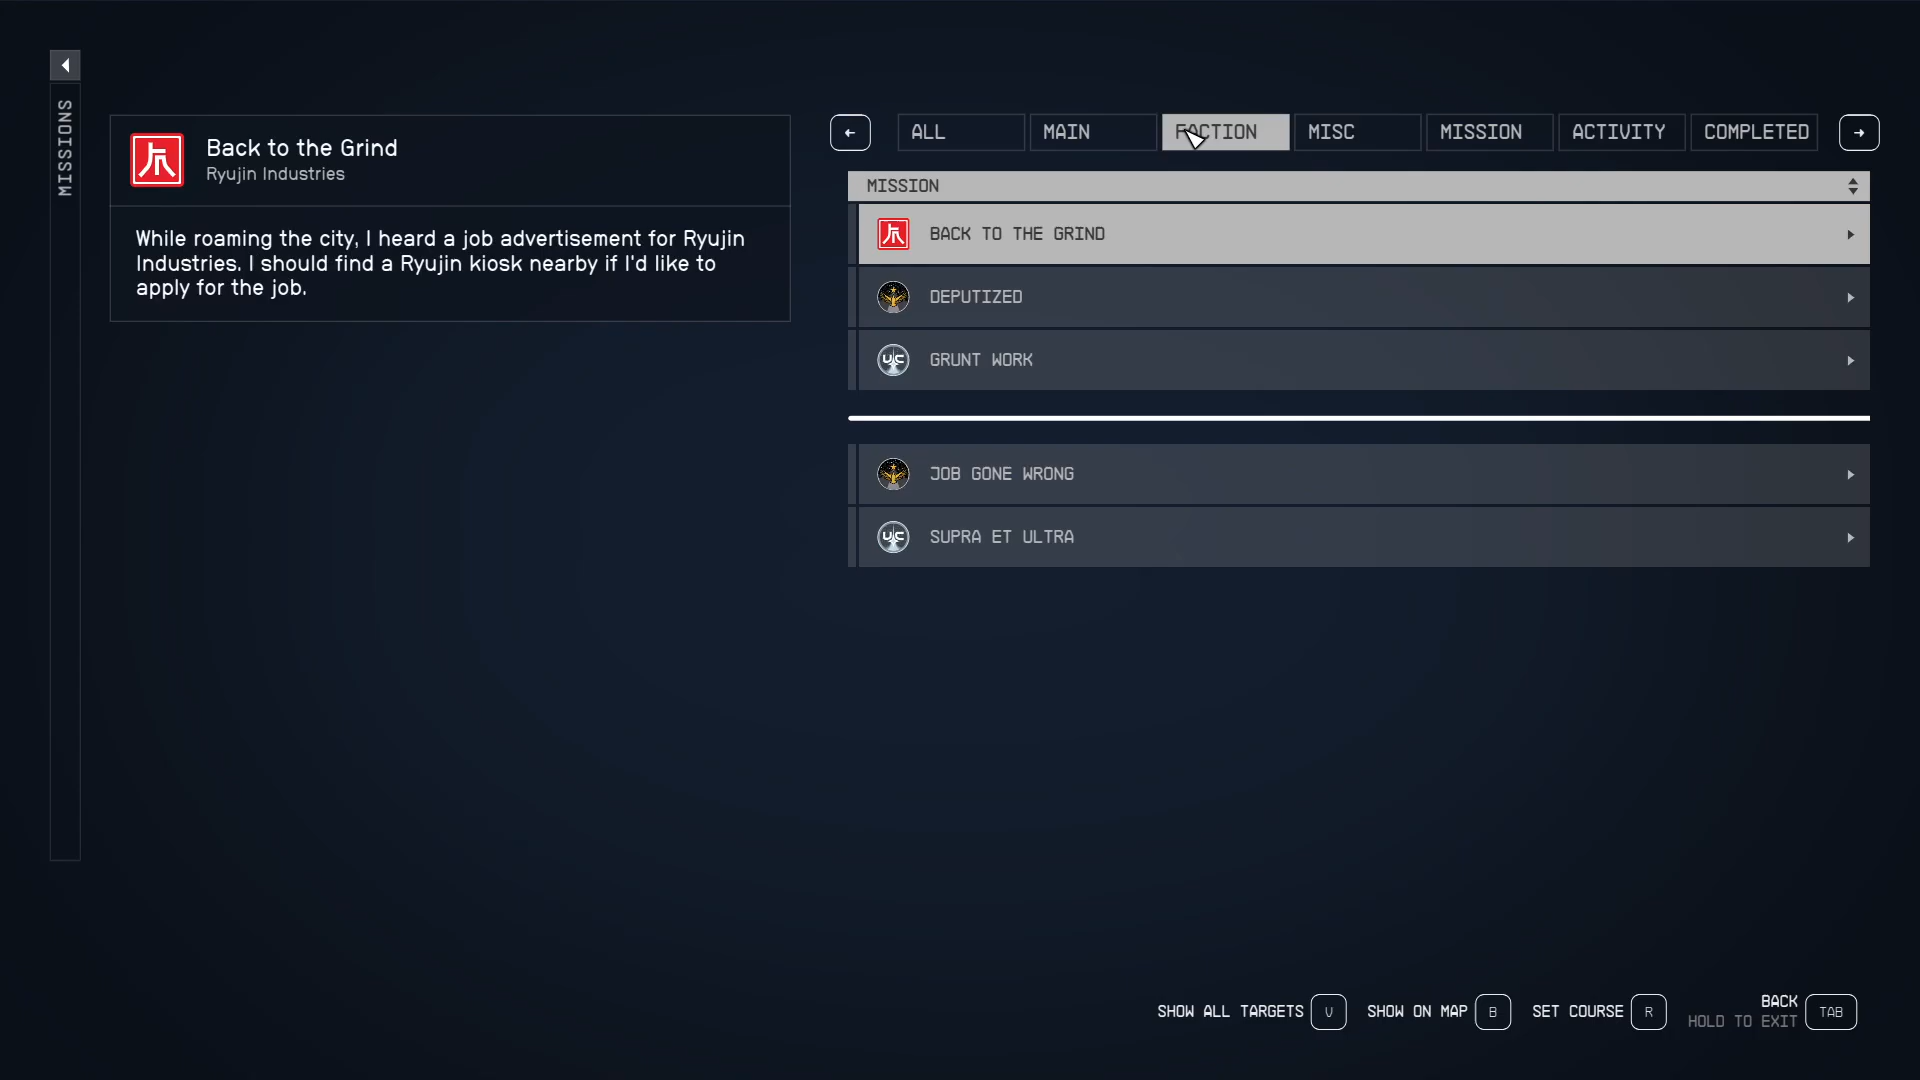 MISSIONS
Back to the Grind
Ryujin Industries
While roaming the city, I heard a job advertisement for Ryujin
Industries. I should find a Ryujin kiosk nearby if I'd like to
apply for the job.
ALL
MAIN
FACTION
MISC
MISSION
ACTIVITY
COMPLETED
MISSION
BACK TO THE GRIND
DEPUTIZED
UC
GRUNT WORK
JOB GONE WRONG
UC
SUPRA ET ULTRA
SHOW ALL TARGETS
V
SHOW ON MAP
B
SET COURSE
R
BACK
HOLD TO EXIT
TAB